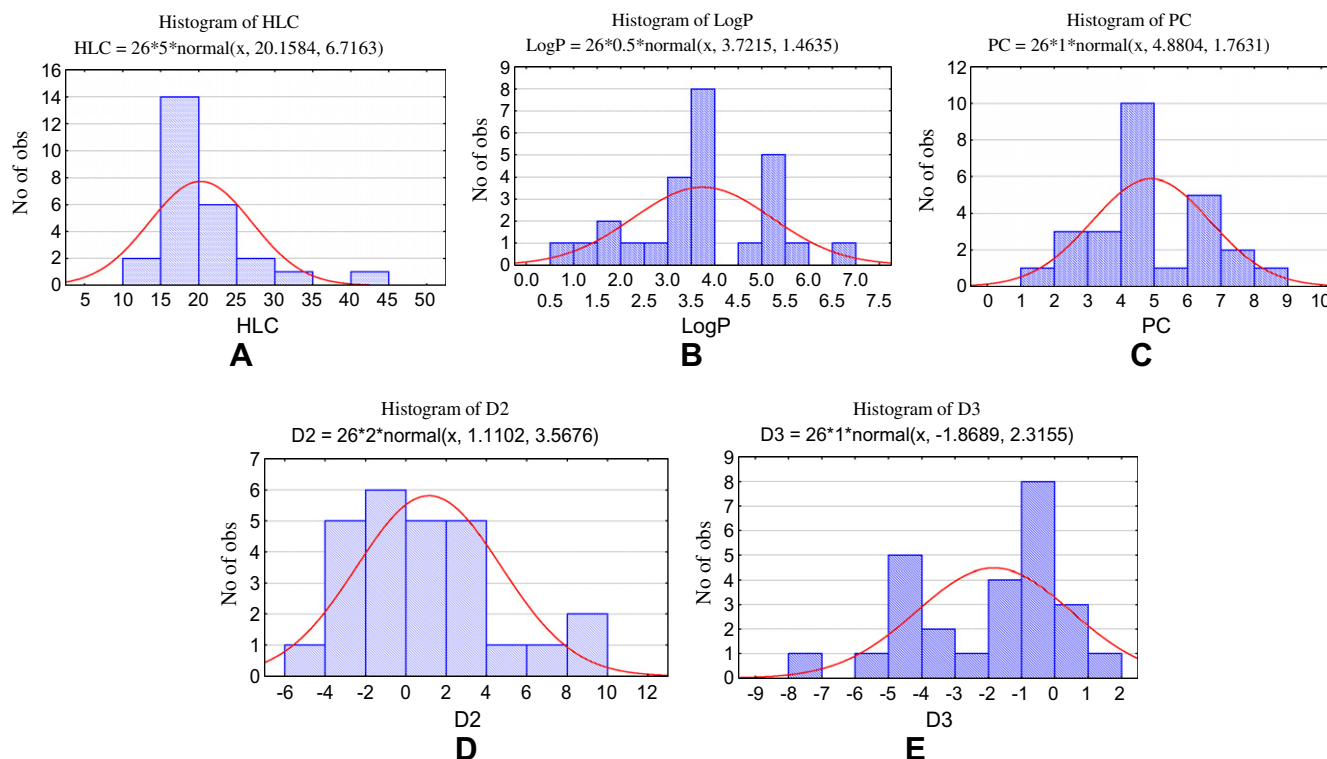 Histogram of HLC
HLC = 26*5*normal(x, 20.1584, 6.7163)
16
14
12
10
8
6
4
2
0
No of obs
5 10 15 20 25 30 35 40 45 50
HLC
A
Histogram of LogP
LogP = 26*0.5*normal(x, 3.7215, 1.4635)
9
8
7
6
5
4
3
2
1
0
No of obs
0.0 1.0 2.0 3.0 4.0 5.0 6.0 7.0
0.5 1.5 2.5 3.5 4.5 5.5 6.5 7.5
LogP
B
Histogram of PC
PC = 26*1*normal(x, 4.8804, 1.7631)
12
10
8
6
4
2
0
No of obs
0 1 2 3 4 5 6 7 8 9 10
PC
C
Histogram of D2
D2 = 26*2*normal(x, 1.1102, 3.5676)
7
6
5
4
3
2
1
0
No of obs
-6 -4 -2 0 2 4 6 8 10 12
D2
D
Histogram of D3
D3 = 26*1*normal(x, -1.8689, 2.3155)
9
8
7
6
5
4
3
2
1
0
No of obs
-9 -8 -7 -6 -5 -4 -3 -2 -1 0 1 2
D3
E